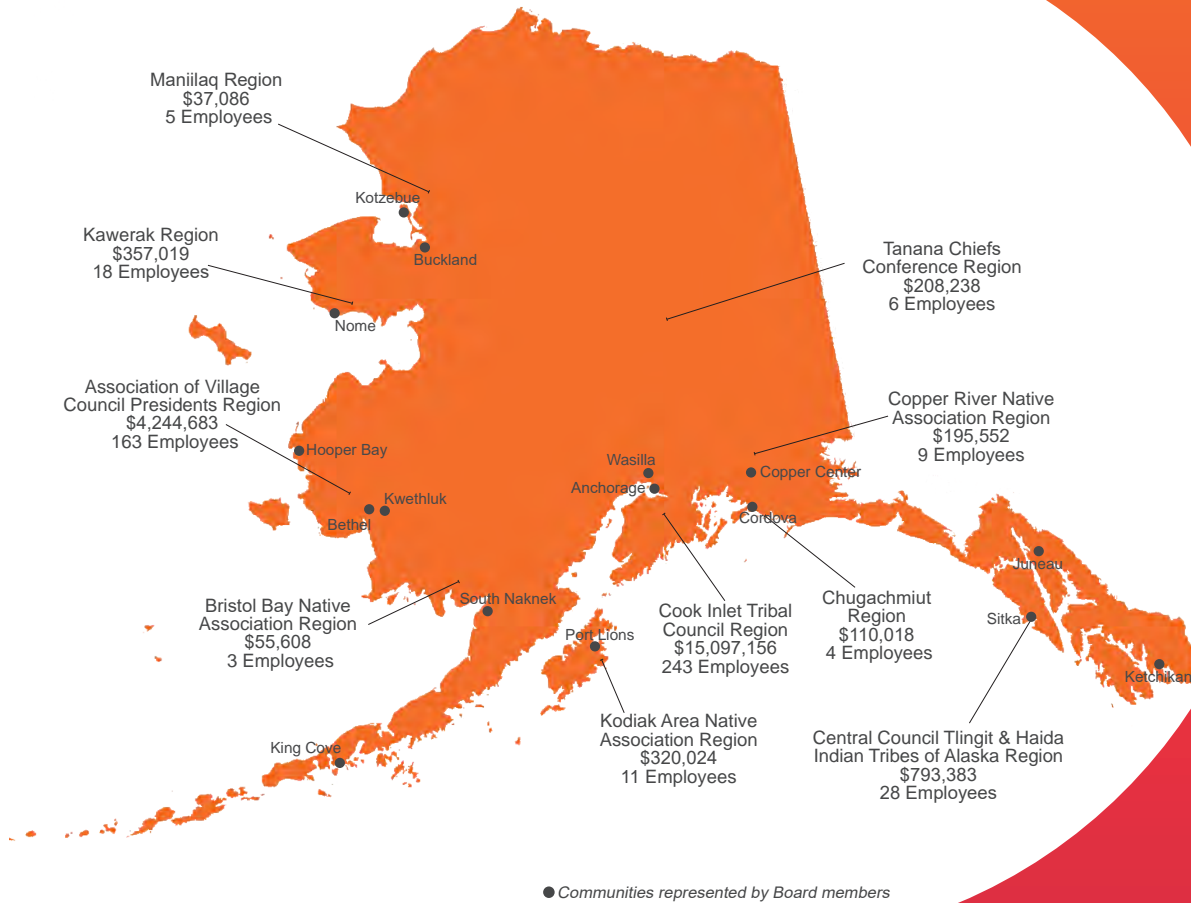 Maniilaq Region
$37,086
5 Employees
Kotzebue
Kawerak Region
$357,019
18 Employees
Buckland
Nome
Tanana Chiefs
Conference Region
$208,238
6 Employees
Association of Village
Council Presidents Region
$4,244,683
163 Employees
Hooper Bay
Kwethluk
Bethel
Wasilla
Anchorage
Copper River Native
Association Region
$195,552
9 Employees
Copper Center
Cordova
Juneau
Sitka
Ketchikan
Bristol Bay Native
Association Region
$55,608
3 Employees
South Naknek
Port Lions
Cook Inlet Tribal
Council Region
$15,097,156
243 Employees
Chugachmiut
Region
$110,018
4 Employees
King Cove
Kodiak Area Native
Association Region
$320,024
11 Employees
Central Council Tlingit & Haida
Indian Tribes of Alaska Region
$793,383
28 Employees
Communities represented by Board members